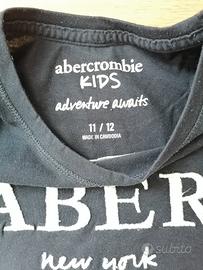 abercrombie
KIDS
adventure awaits
11 / 12
MADE IN CAMBODIA
ABER
new york
subito